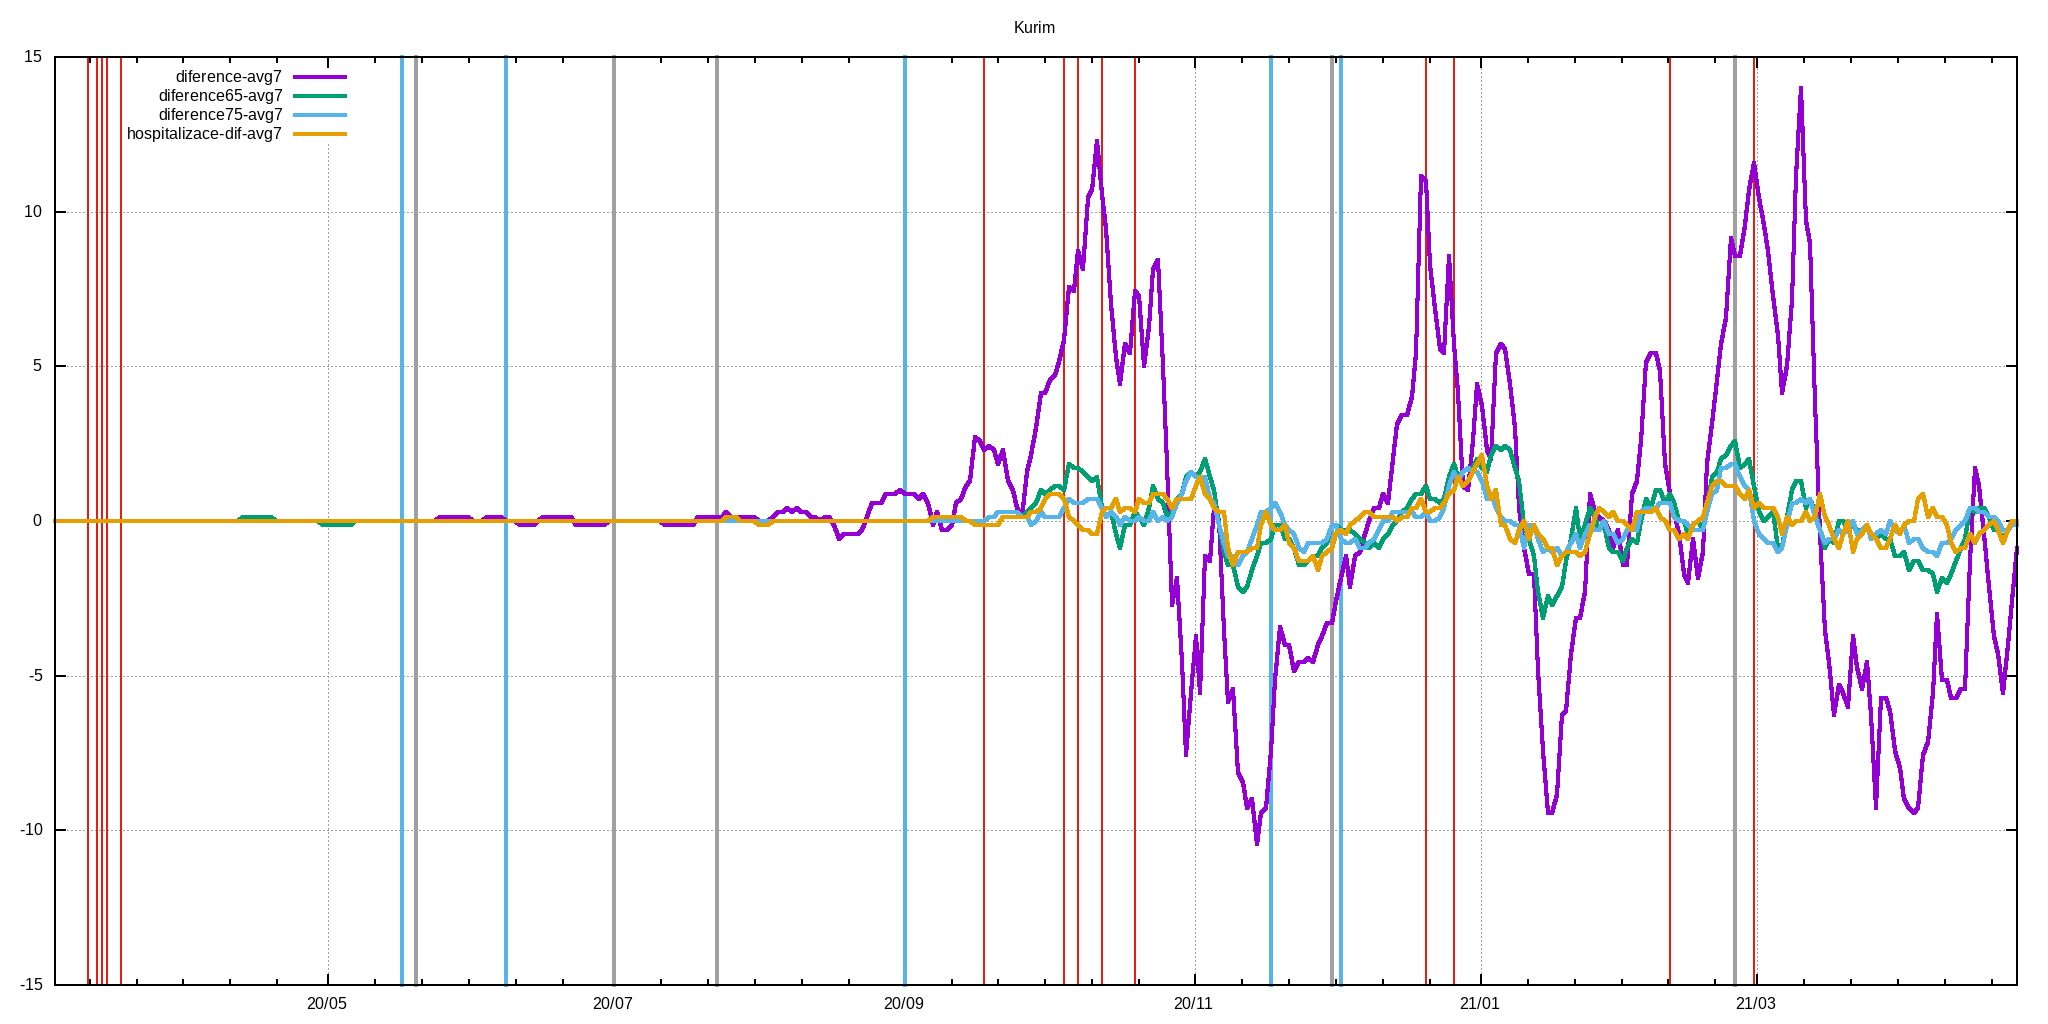 Kurim
15
diference-avg7
diference65-avg7
diference75-avg7
hospitalizace-dif-avg7
10
5
0
-5
-10
-15
20/05 20/07 20/09 20/11 21/01 21/03